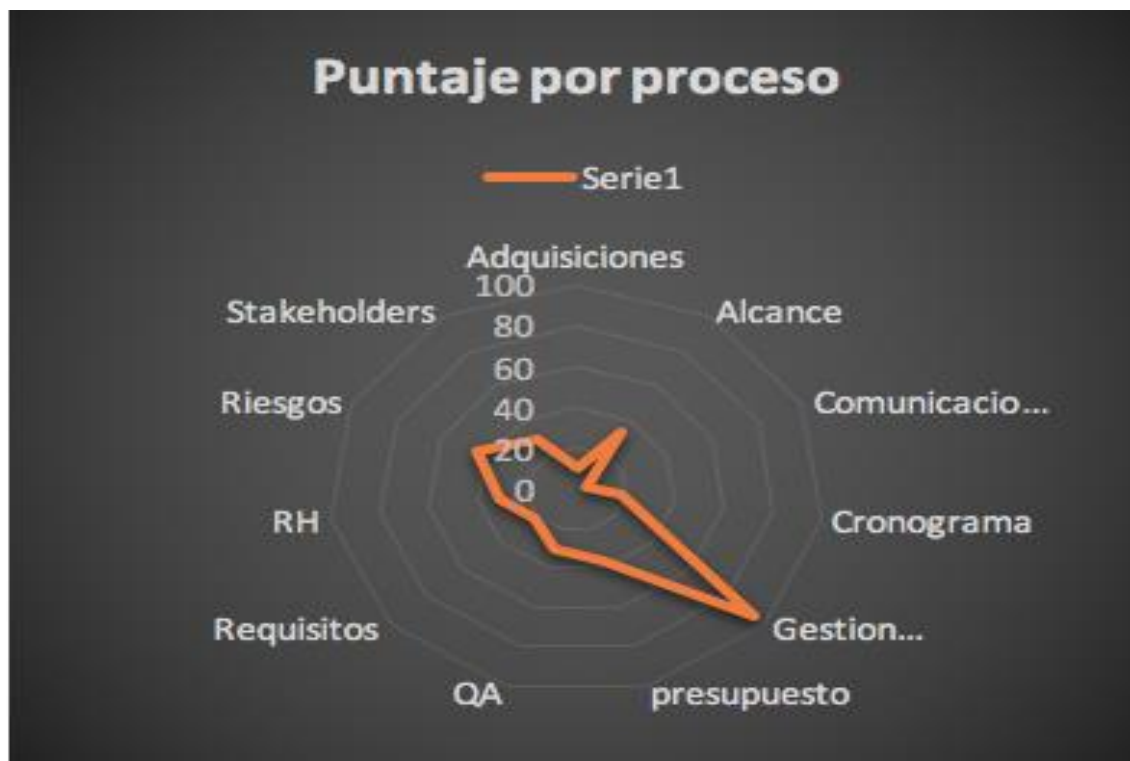 Puntaje por proceso
Serie1
Adquisiciones
100
80
60
40
20
0
Alcance
Comunicacio...
Cronograma
Gestion...
presupuesto
QA
Requisitos
RH
Riesgos
Stakeholders